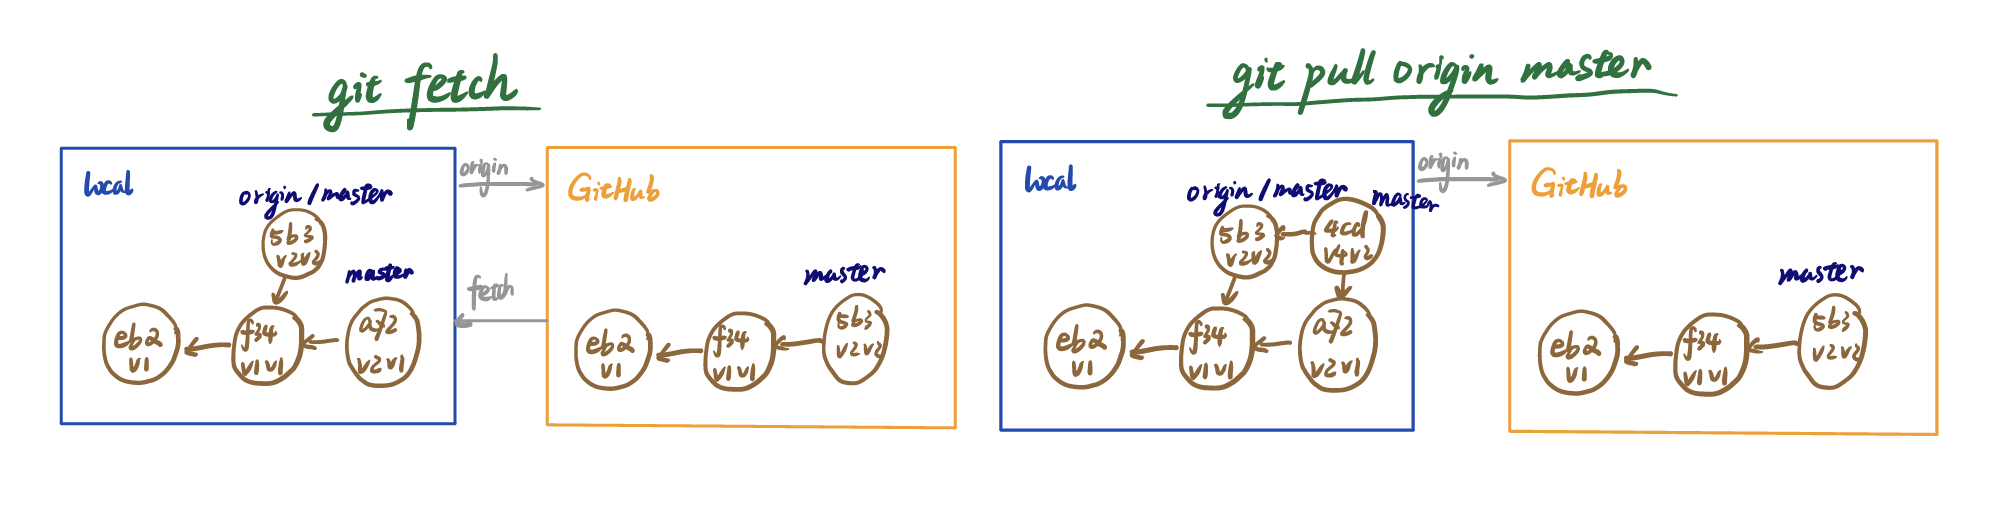 git fetch
local
origin/master
5b3
v2v2
master
eb2
v1
f34
v1v1
a72
v2v1
origin
fetch
GitHub
master
eb2
v1
f34
v1v1
5b3
v2v2
git pull origin master
local
origin/master
master
5b3
v2v2
4cd
v4v2
eb2
v1
f34
v1v1
a72
v2v1
origin
GitHub
master
eb2
v1
f34
v1v1
5b3
v2v2